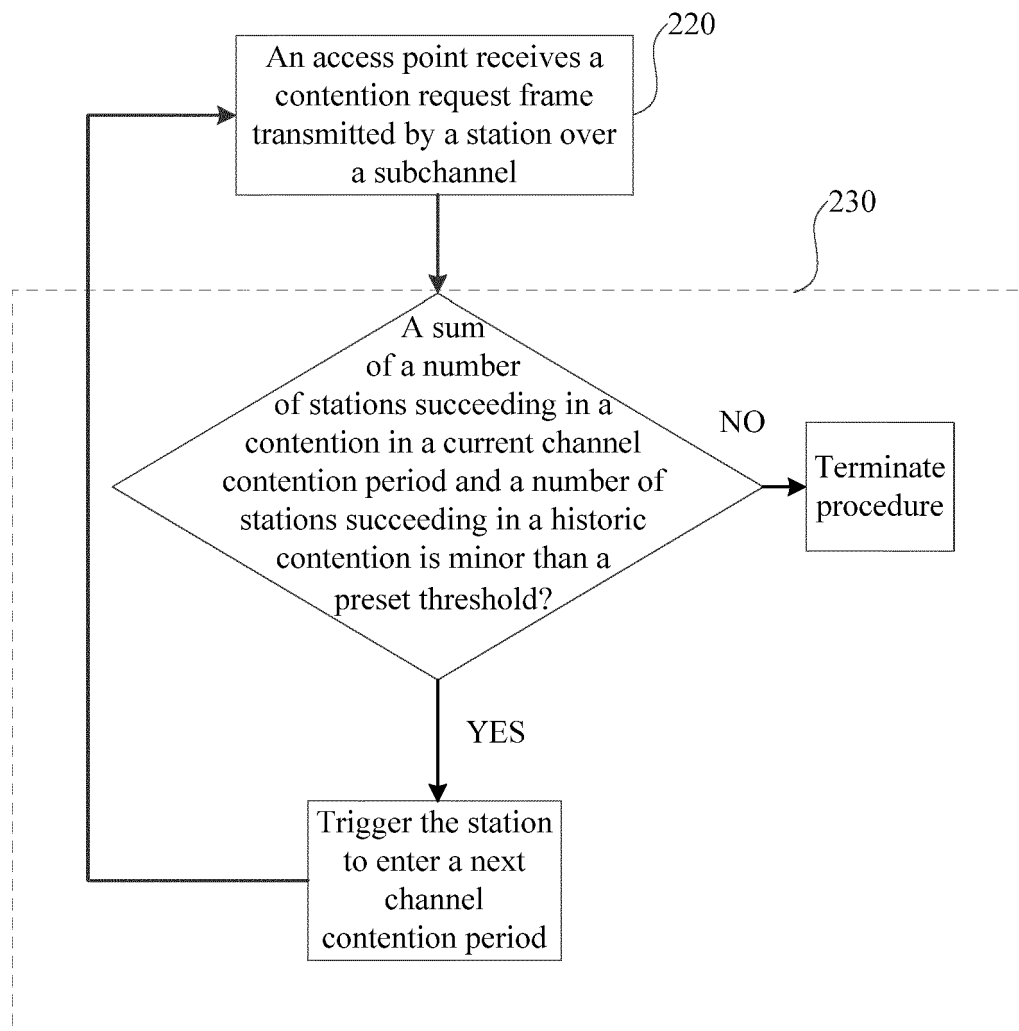 220
An access point receives a
contention request frame
transmitted by a station over
a subchannel
230
A sum
of a number
of stations succeeding in a
contention in a current channel
contention period and a number of
stations succeeding in a historic
contention is minor than a
preset threshold?
NO
Terminate
procedure
YES
Trigger the station
to enter a next
channel
contention period